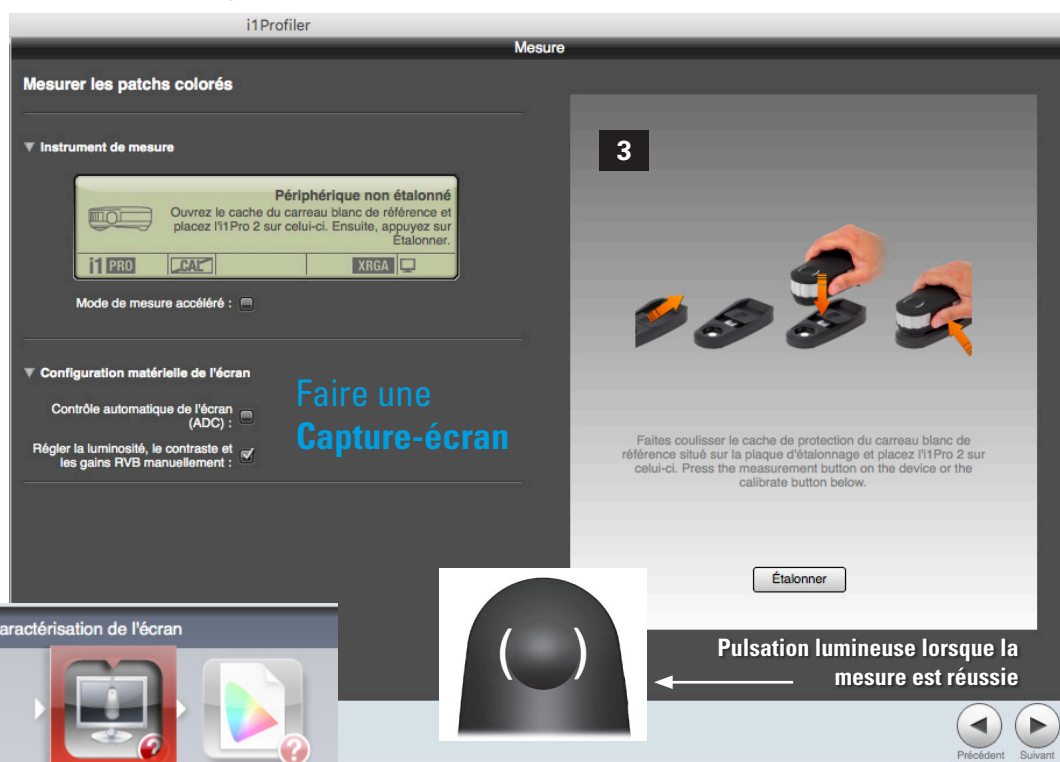 i1Profiler
Mesure
Mesurer les patchs colorés
Instrument de mesure
Périphérique non étalonné
Ouvrez le cache du carreau blanc de référence et
placez l'i1Pro 2 sur celui-ci. Ensuite, appuyez sur
Étalonner.
i1 PRO
CAL
XRGA
Mode de mesure accéléré :
Configuration matérielle de l'écran
Contrôle automatique de l'écran
(ADC) :
Régler la luminosité, le contraste et
les gains RVB manuellement :
Faire une
Capture-écran
3
Faites coulisser le cache de protection du carreau blanc de
référence situé sur la plaque d'étalonnage et placez l'i1Pro 2 sur
celui-ci. Press the measurement button on the device or the
calibrate button below.
Étalonner
Pulsation lumineuse lorsque la
mesure est réussie
aractérisation de l'écran
?
?
Précédent
Suivant